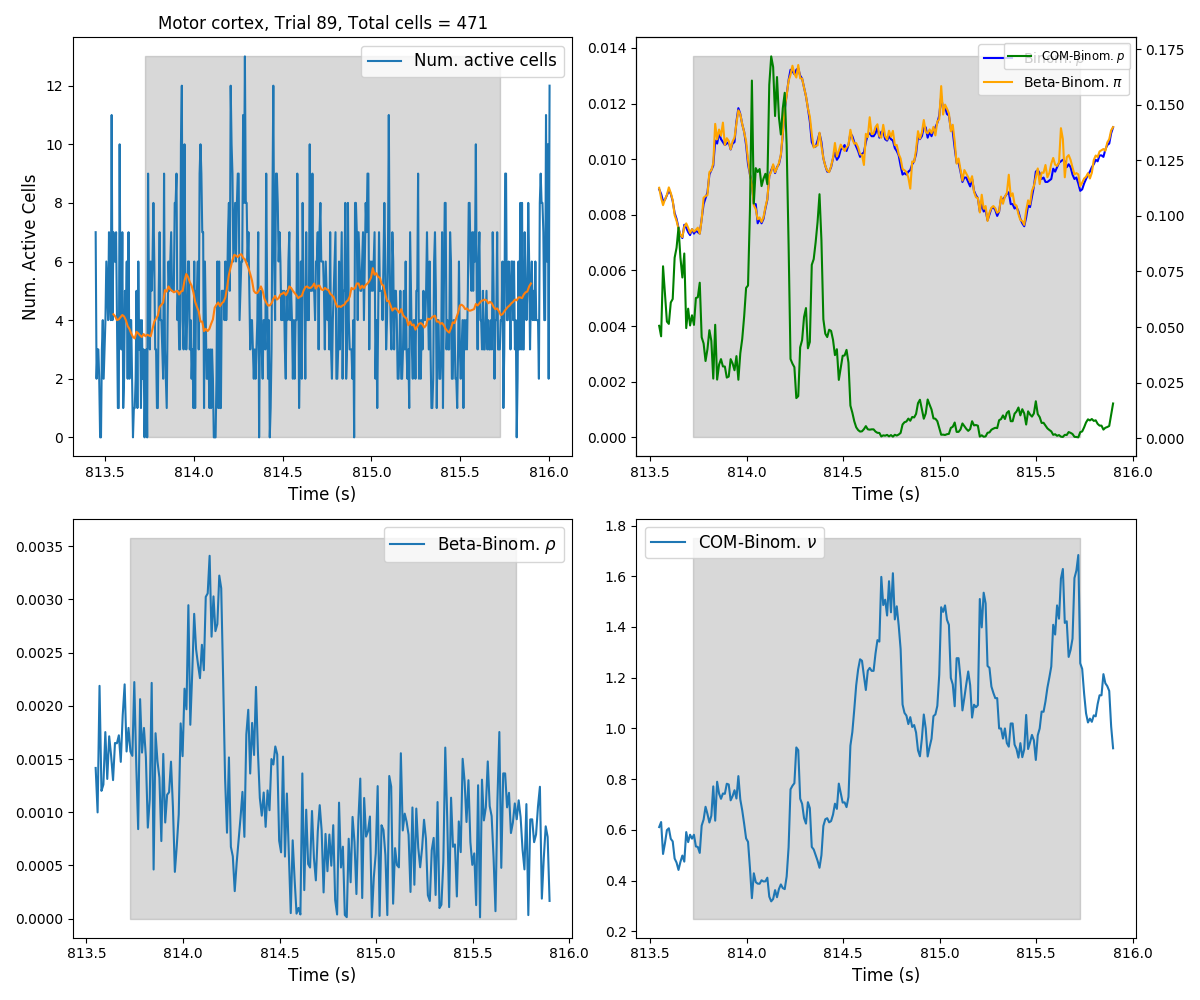 Motor cortex, Trial 89, Total cells = 471
Num. active cells
Num. Active Cells
12
10
8
6
4
2
0
813.5 814.0 814.5 815.0 815.5 816.0
Time (s)
COM-Binom. p
Beta-Binom. π
0.014
0.012
0.010
0.008
0.006
0.004
0.002
0.000
0.175
0.150
0.125
0.100
0.075
0.050
0.025
0.000
813.5 814.0 814.5 815.0 815.5 816.0
Time (s)
Beta-Binom. ρ
0.0035
0.0030
0.0025
0.0020
0.0015
0.0010
0.0005
0.0000
813.5 814.0 814.5 815.0 815.5 816.0
Time (s)
COM-Binom. ν
1.8
1.6
1.4
1.2
1.0
0.8
0.6
0.4
0.2
813.5 814.0 814.5 815.0 815.5 816.0
Time (s)